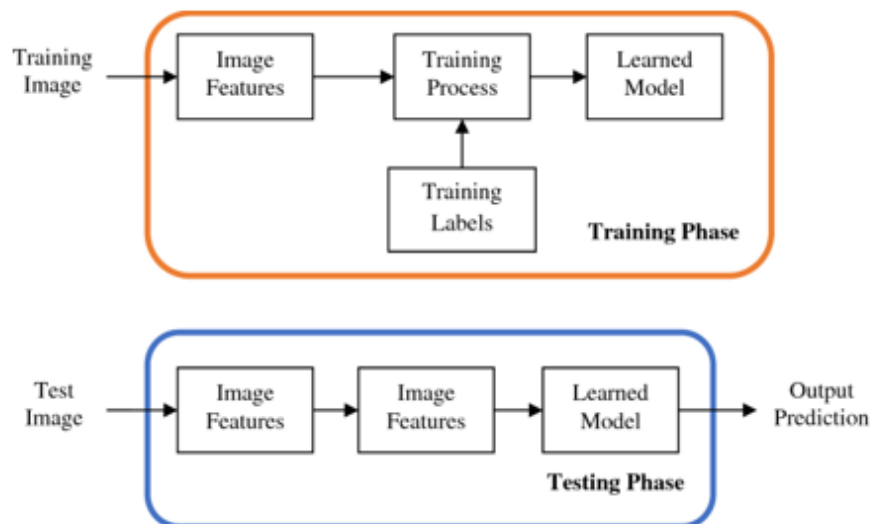 Training
Image
Image
Features
Training
Process
Learned
Model
Training
Labels
Training Phase
Test
Image
Image
Features
Image
Features
Learned
Model
Output
Prediction
Testing Phase